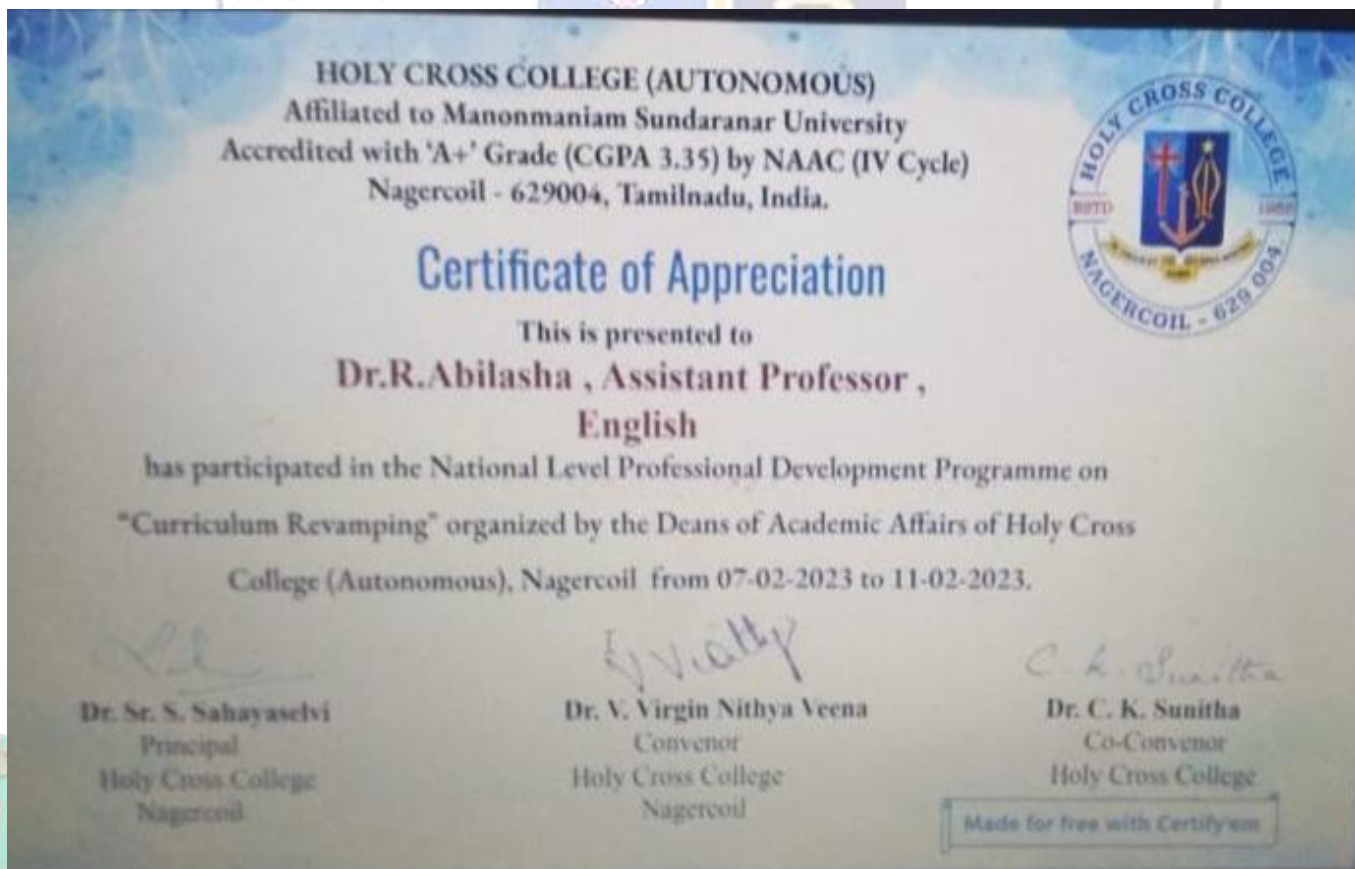 HOLY CROSS COLLEGE (AUTONOMOUS)
Affiliated to Manonmaniam Sundaranar University
Accredited with 'A+' Grade (CGPA 3.35) by NAAC (IV Cycle)
Nagercoil - 629004, Tamilnadu, India.
HOLY CROSS COLLEGE
ESTD 1965
NAGERCOIL - 629 004.
Certificate of Appreciation
This is presented to
Dr.R.Abilasha , Assistant Professor ,
English
has participated in the National Level Professional Development Programme on
"Curriculum Revamping" organized by the Deans of Academic Affairs of Holy Cross
College (Autonomous), Nagercoil from 07-02-2023 to 11-02-2023.
C. K. Sunitha
Dr. Sr. S. Sahayaselvi
Dr. V. Virgin Nithya Veena
Dr. C. K. Sunitha
Principal
Convenor
Co-Convenor
Holy Cross College
Holy Cross College
Holy Cross College
Nagercoil
Nagercoil
Made for free with Certify'em